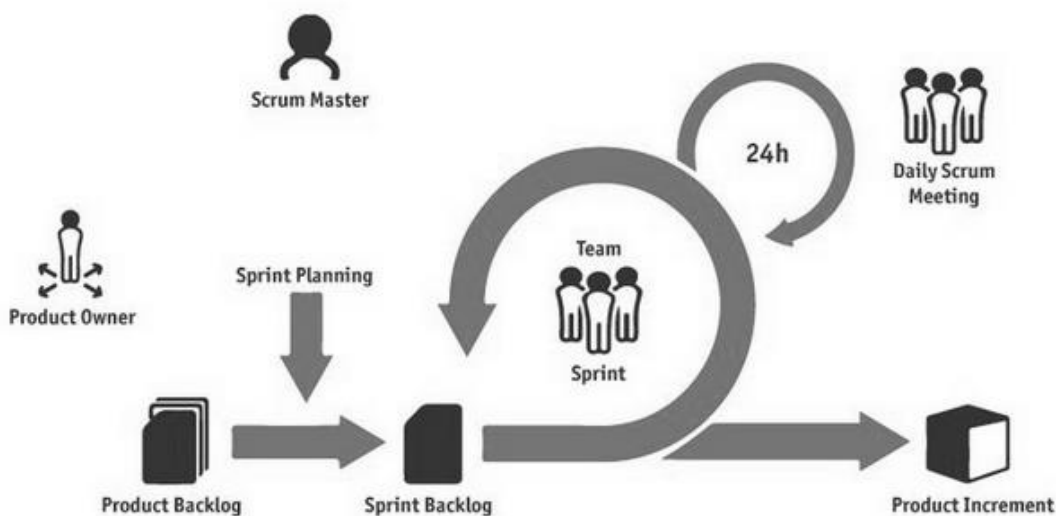 Scrum Master
24h
Daily Scrum
Meeting
Team
Sprint Planning
Product Owner
Sprint
Product Backlog
Sprint Backlog
Product Increment